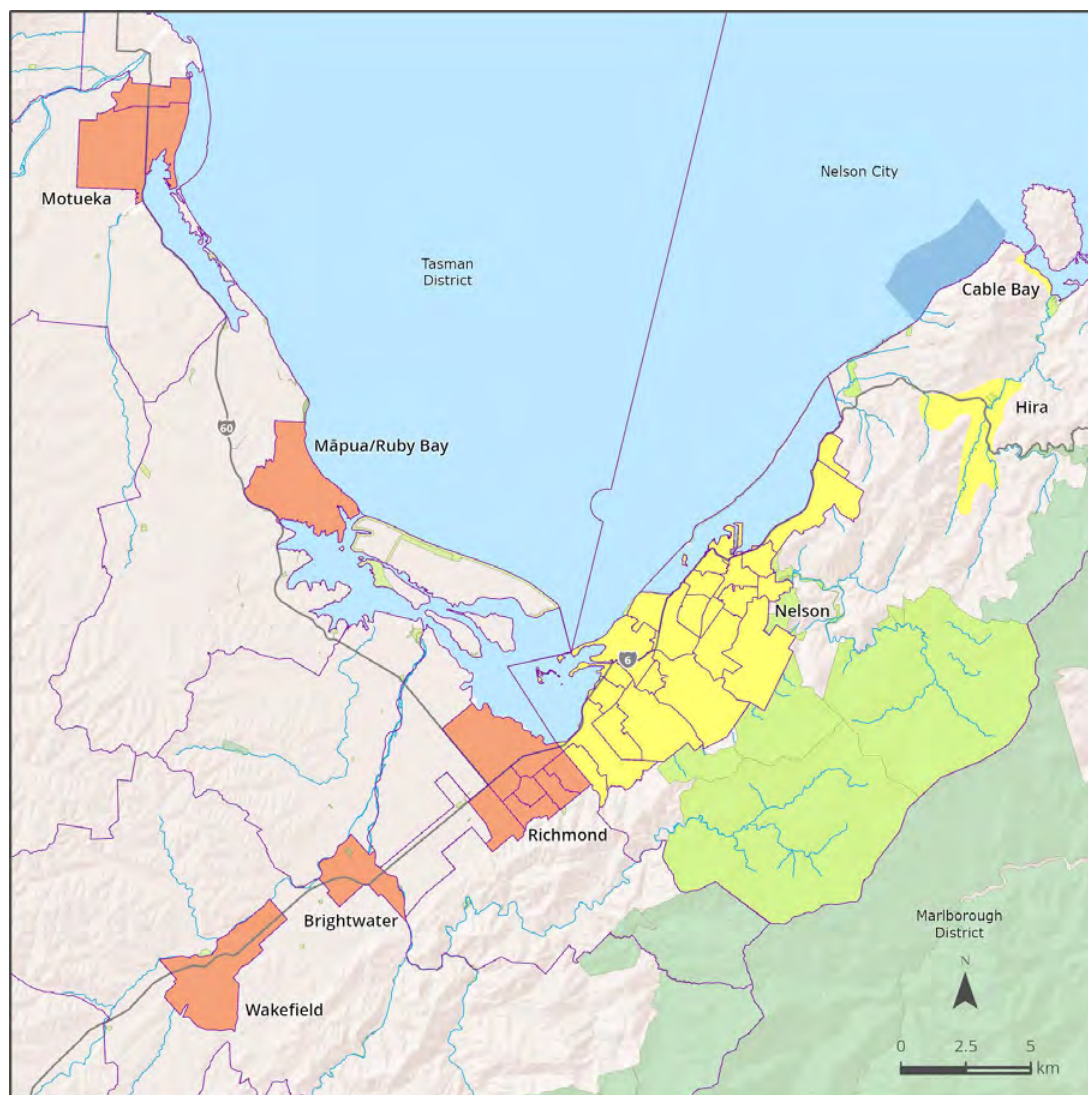 Motueka
Nelson City
Tasman
District
Cable Bay
Hira
60
Māpua/Ruby Bay
Nelson
6
Richmond
Brightwater
Marlborough
District
Wakefield
N
0 2.5 5
km